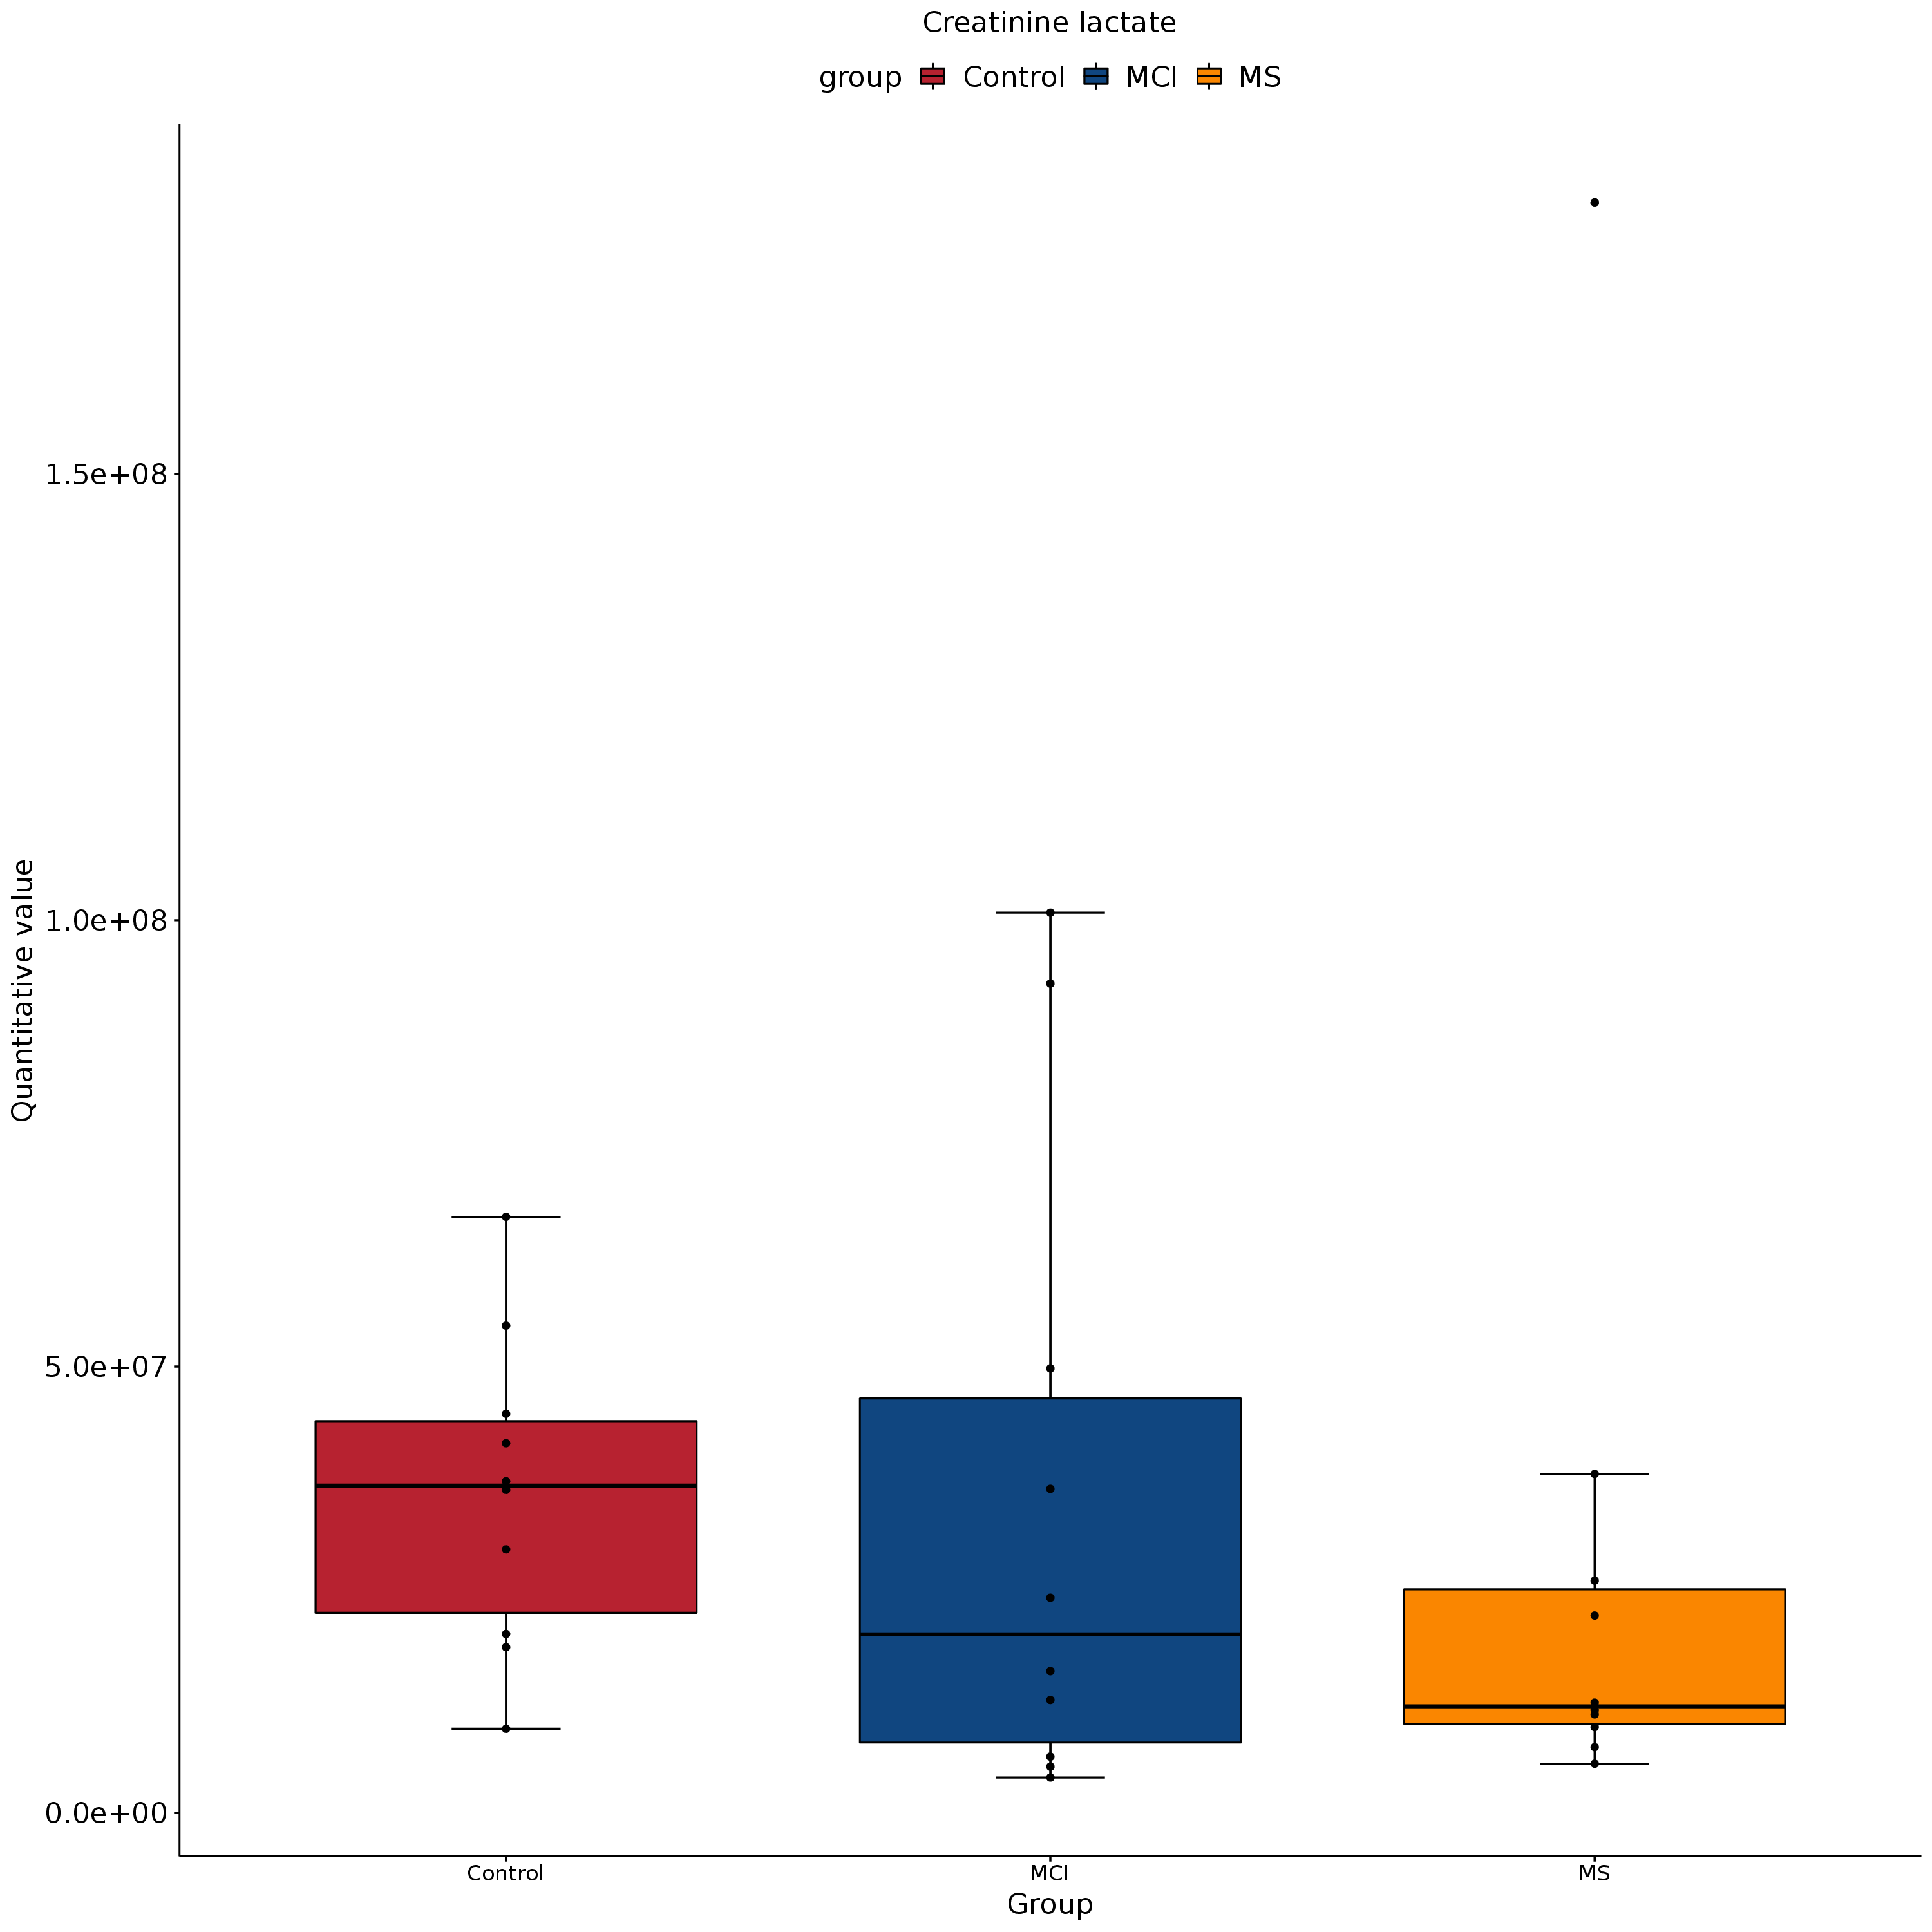 Creatinine lactate
group Control MCI MS
Quantitative value
1.5e+08
1.0e+08
5.0e+07
0.0e+00
Control MCI MS
Group